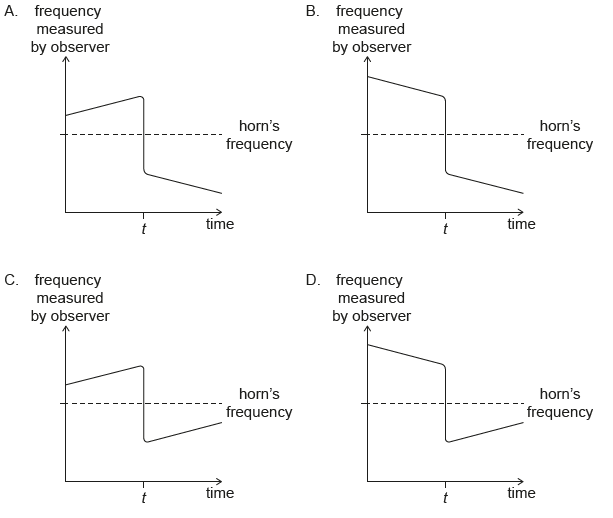 A. frequency
measured
by observer
horn's
frequency
t
time
B. frequency
measured
by observer
horn's
frequency
t
time
C. frequency
measured
by observer
horn's
frequency
t
time
D. frequency
measured
by observer
horn's
frequency
t
time